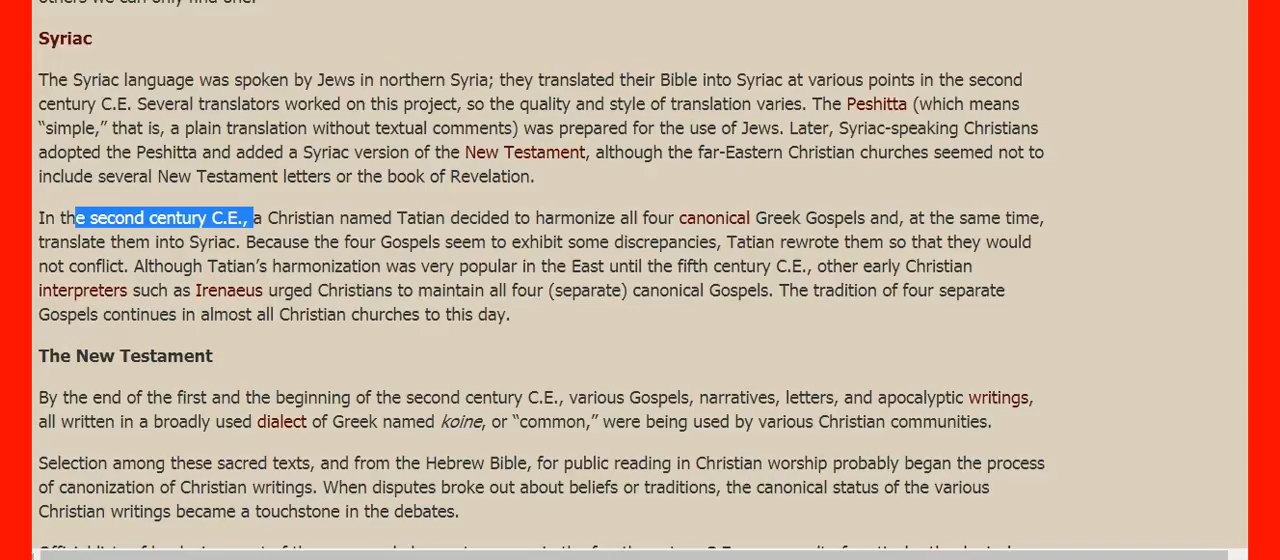 others we can only find one.
Syriac
The Syriac language was spoken by Jews in northern Syria; they translated their Bible into Syriac at various points in the second
century C.E. Several translators worked on this project, so the quality and style of translation varies. The Peshitta (which means
“simple,” that is, a plain translation without textual comments) was prepared for the use of Jews. Later, Syriac-speaking Christians
adopted the Peshitta and added a Syriac version of the New Testament, although the far-Eastern Christian churches seemed not to
include several New Testament letters or the book of Revelation.
In the second century C.E., a Christian named Tatian decided to harmonize all four canonical Greek Gospels and, at the same time,
translate them into Syriac. Because the four Gospels seem to exhibit some discrepancies, Tatian rewrote them so that they would
not conflict. Although Tatian’s harmonization was very popular in the East until the fifth century C.E., other early Christian
interpreters such as Irenaeus urged Christians to maintain all four (separate) canonical Gospels. The tradition of four separate
Gospels continues in almost all Christian churches to this day.
The New Testament
By the end of the first and the beginning of the second century C.E., various Gospels, narratives, letters, and apocalyptic writings,
all written in a broadly used dialect of Greek named koine, or “common,” were being used by various Christian communities.
Selection among these sacred texts, and from the Hebrew Bible, for public reading in Christian worship probably began the process
of canonization of Christian writings. When disputes broke out about beliefs or traditions, the canonical status of the various
Christian writings became a touchstone in the debates.